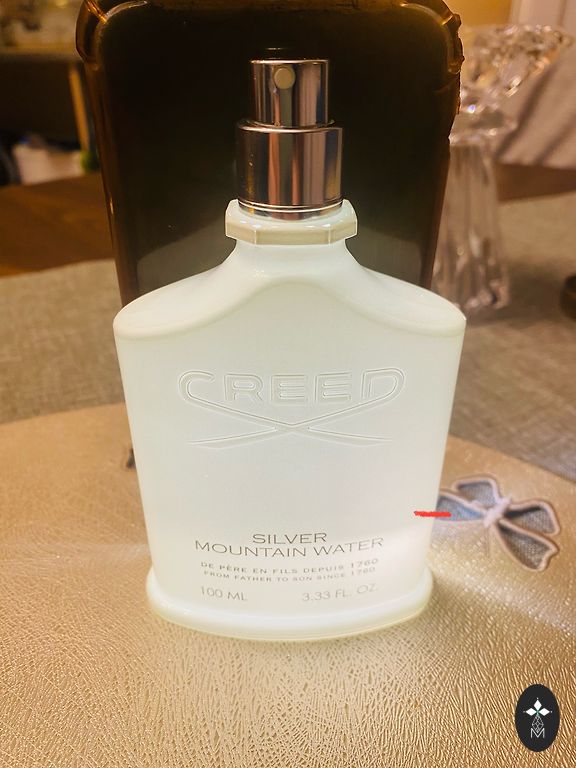 CREED
SILVER
MOUNTAIN WATER
DE PÈRE EN FILS DEPUIS 1760
FROM FATHER TO SON SINCE 1760
100 ML 3.33 FL. OZ.
M